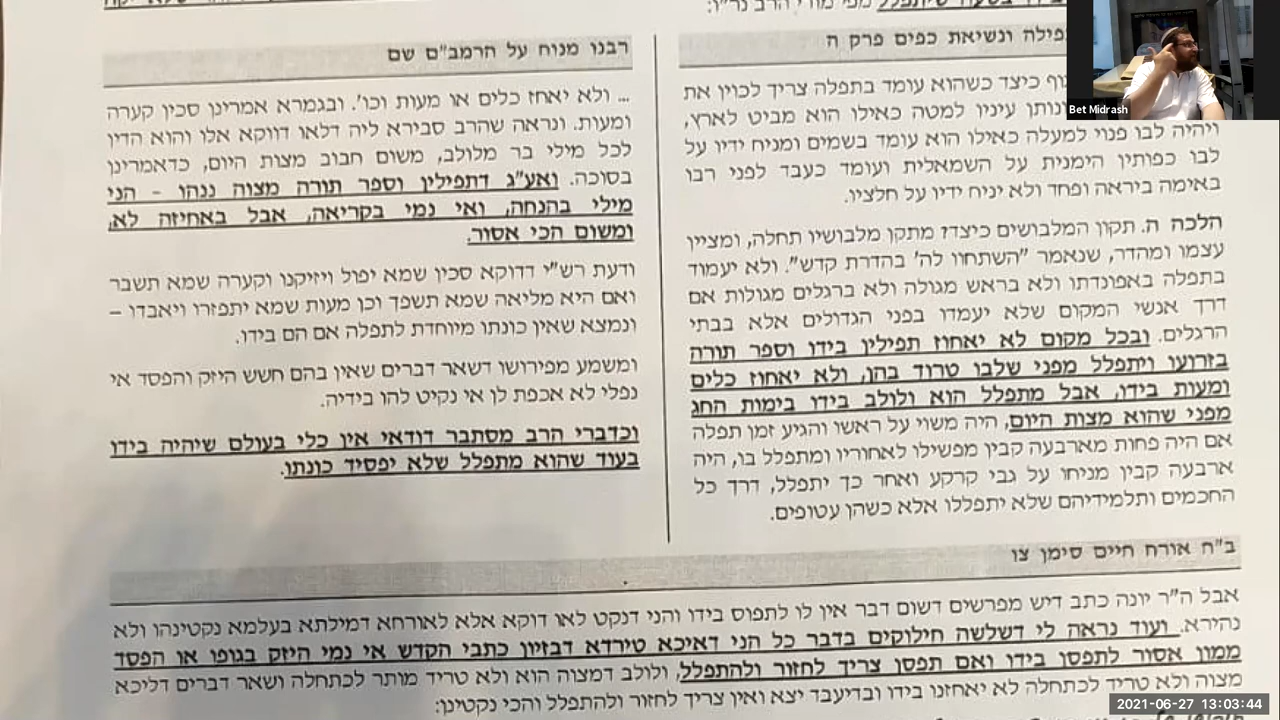 תפילה ונשיאת כפים פרק ה
כיצד כשהוא עומד בתפלה צריך לכוין את
עיניו למטה כאילו הוא מביט לארץ,
ויהיה לבו פנוי למעלה כאילו הוא עומד בשמים ומניח ידיו על
לבו כפותין הימנית על השמאלית ועומד כעבד לפני רבו
באימה ביראה ופחד ולא יניח ידיו על חלציו.
הלכה ה. תקון המלבושים כיצד? מתקן מלבושיו תחלה, ומציין
עצמו ומהדר, שנאמר "השתחוו לה' בהדרת קדש". ולא יעמוד
בתפלה באפונדתו ולא בראש מגולה ולא ברגלים מגולות אם
דרך אנשי המקום שלא יעמדו בפני הגדולים אלא בבתי
הרגלים. ובכל מקום לא יאחוז תפילין בידו וספר תורה
בזרועו ויתפלל מפני שלבו טרוד בהן, ולא יאחוז כלים
ומעות בידו, אבל מתפלל הוא ולולב בידו בימות החג
מפני שהוא מצות היום, היה משוי על ראשו והגיע זמן תפלה
אם היה פחות מארבעה קבין מפשילו לאחוריו ומתפלל בו, היה
ארבעה קבין מניחו על גבי קרקע ואחר כך יתפלל, דרך כל
החכמים ותלמידיהם שלא יתפללו אלא כשהן עטופים.
רבנו מנוח על הרמב"ם שם
... ולא יאחז כלים או מעות וכו'. ובגמרא אמרינן סכין קערה
ומעות. ונראה שהרב סבירא ליה דלאו דווקא אלו והוא הדין
לכל מילי בר מלולב, משום חבוב מצות היום, כדאמרינן
בסוכה. ואע"ג דתפילין וספר תורה מצוה ננהו - הני
מילי בהנחה, ואי נמי בקריאה, אבל באחיזה לא,
ומשום הכי אסור.
ודעת רש"י דדוקא סכין שמא יפול ויזיקנו וקערה שמא תשבר
ואם היא מליאה שמא תשפך וכן מעות שמא יתפזרו ויאבדו –
ונמצא שאין כונתו מיוחדת לתפלה אם הם בידו.
ומשמע מפירושו דשאר דברים שאין בהם חשש היזק והפסד אי
נפלי לא אכפת לן אי נקיט להו בידיה.
וכדברי הרב מסתבר דודאי אין כלי בעולם שיהיה בידו
בעוד שהוא מתפלל שלא יפסיד כונתו.
ב"ח אורח חיים סימן צו
אבל ה"ר יונה כתב דיש מפרשים דשום דבר אין לו לתפוס בידו והני דנקט לאו דוקא אלא לאורחא דמילתא בעלמא נקטינהו ולא
נהירא. ועוד נראה לי דשלשה חילוקים בדבר כל הני דאיכא טירדא דבזיון כתבי הקדש אי נמי היזק בגופו או הפסד
ממון אסור לתפסן בידו ואם תפסן צריך לחזור ולהתפלל, ולולב דמצוה הוא ולא טריד מותר לכתחלה ושאר דברים דליכא
מצוה ולא טריד לכתחלה לא יאחזנו בידו ובדיעבד יצא ואין צריך לחזור ולהתפלל והכי נקטינן:
Bet Midrash
2021-06-27 13:03:44